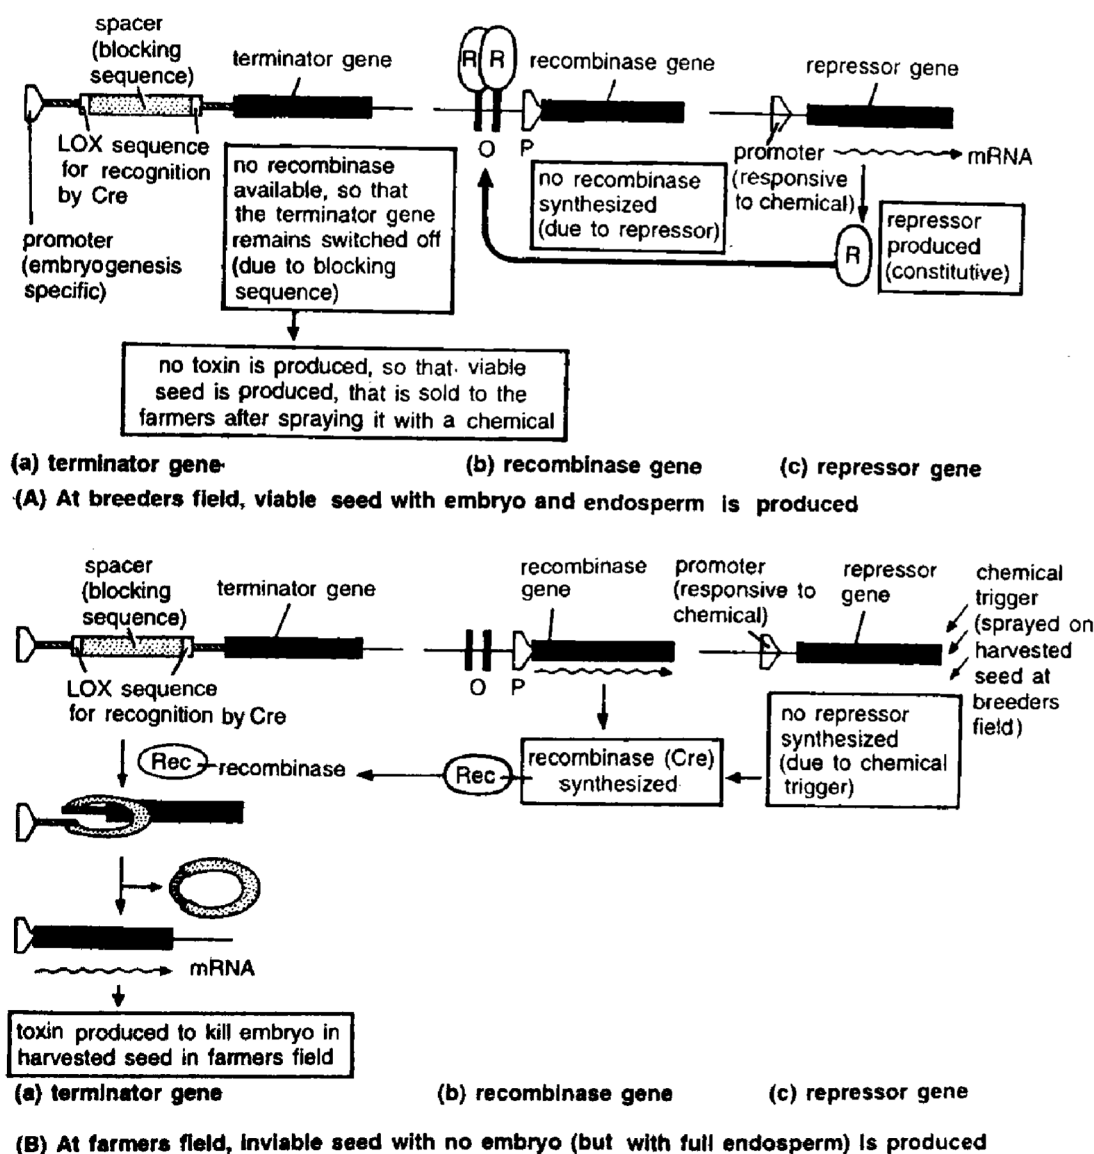 spacer
(blocking
sequence)
terminator gene
R R
recombinase gene
repressor gene
LOX sequence
for recognition
by Cre
promoter
(embryogenesis
specific)
no recombinase
available, so that
the terminator gene
remains switched off
(due to blocking
sequence)
O P
no recombinase
synthesized
(due to repressor)
promoter
(responsive
to chemical)
mRNA
R
repressor
produced
(constitutive)
no toxin is produced, so that viable
seed is produced, that is sold to the
farmers after spraying it with a chemical
(a) terminator gene
(b) recombinase gene
(c) repressor gene
(A) At breeders field, viable seed with embryo and endosperm is produced
spacer
(blocking
sequence)
terminator gene
recombinase
gene
promoter
(responsive to
chemical)
repressor
gene
chemical
trigger
(sprayed on
harvested
seed at
breeders
field)
LOX sequence
for recognition by Cre
O P
Rec recombinase
Rec
recombinase (Cre)
synthesized
no repressor
synthesized
(due to chemical
trigger)
mRNA
toxin produced to kill embryo in
harvested seed in farmers field
(a) terminator gene
(b) recombinase gene
(c) repressor gene
(B) At farmers field, inviable seed with no embryo (but with full endosperm) is produced